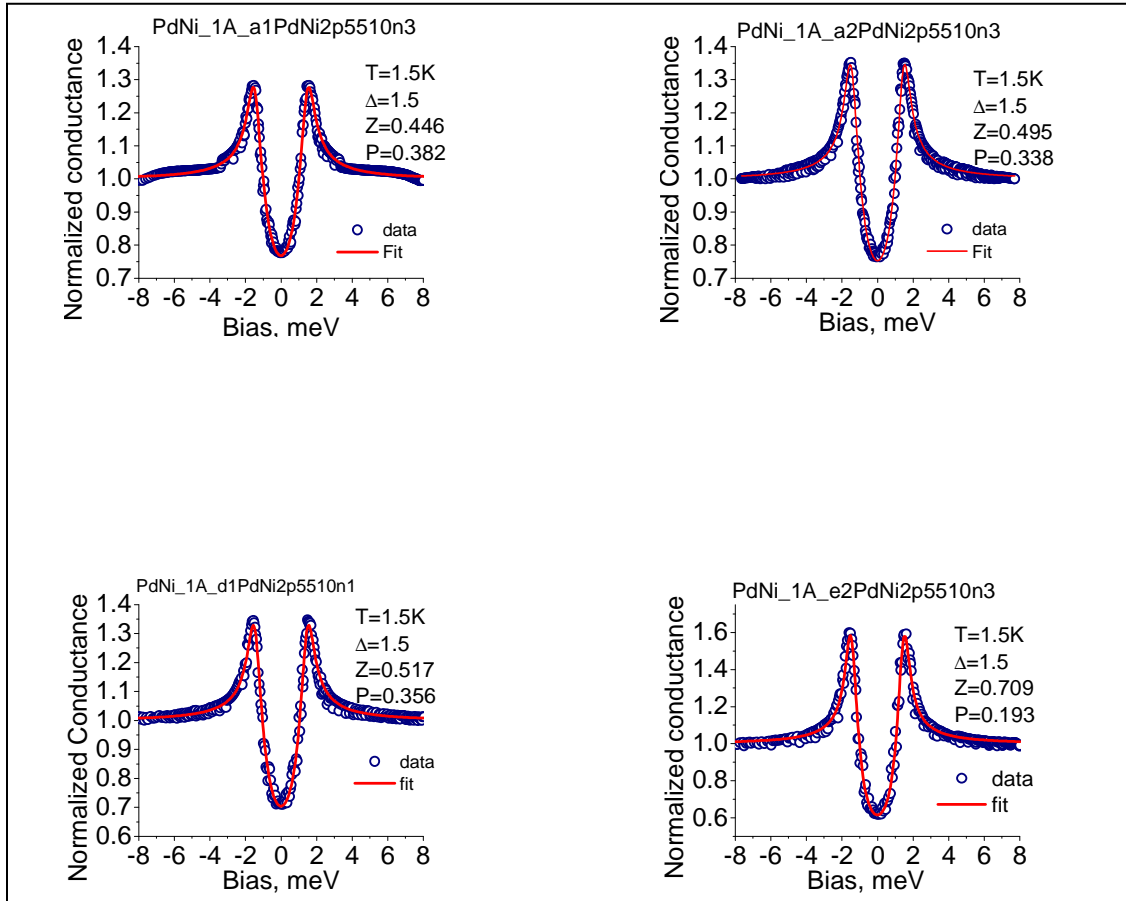 PdNi_1A_a1PdNi2p5510n3
Normalized conductance
1.4
1.3
1.2
1.1
1.0
0.9
0.8
0.7
T=1.5K
Δ=1.5
Z=0.446
P=0.382
data
Fit
-8 -6 -4 -2 0 2 4 6 8
Bias, meV
PdNi_1A_a2PdNi2p5510n3
Normalized Conductance
1.4
1.3
1.2
1.1
1.0
0.9
0.8
0.7
T=1.5K
Δ=1.5
Z=0.495
P=0.338
data
Fit
-8 -6 -4 -2 0 2 4 6 8
Bias, meV
PdNi_1A_d1PdNi2p5510n1
Normalized Conductance
1.4
1.3
1.2
1.1
1.0
0.9
0.8
0.7
0.6
T=1.5K
Δ=1.5
Z=0.517
P=0.356
data
fit
-8 -6 -4 -2 0 2 4 6 8
Bias, meV
PdNi_1A_e2PdNi2p5510n3
Normalized conductance
1.6
1.4
1.2
1.0
0.8
0.6
T=1.5K
Δ=1.5
Z=0.709
P=0.193
data
fit
-8 -6 -4 -2 0 2 4 6 8
Bias, meV